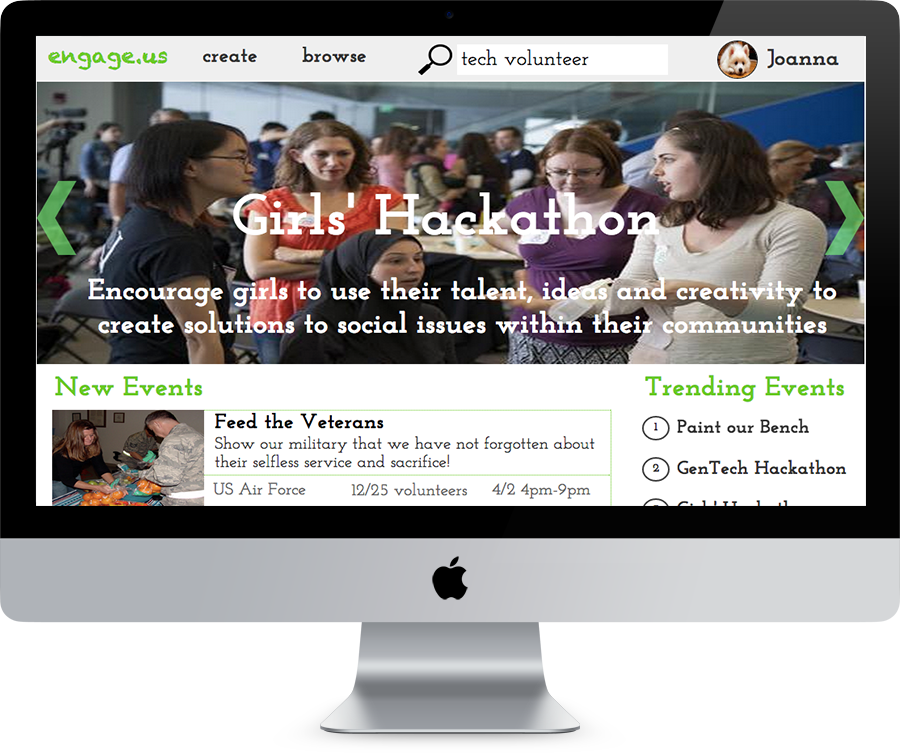 engage.us create browse tech volunteer Joanna
Girls' Hackathon
Encourage girls to use their talent, ideas and creativity to
create solutions to social issues within their communities
New Events
Feed the Veterans
Show our military that we have not forgotten about
their selfless service and sacrifice!
US Air Force 12/25 volunteers 4/2 4pm-9pm
Trending Events
1 Paint our Bench
2 GenTech Hackathon